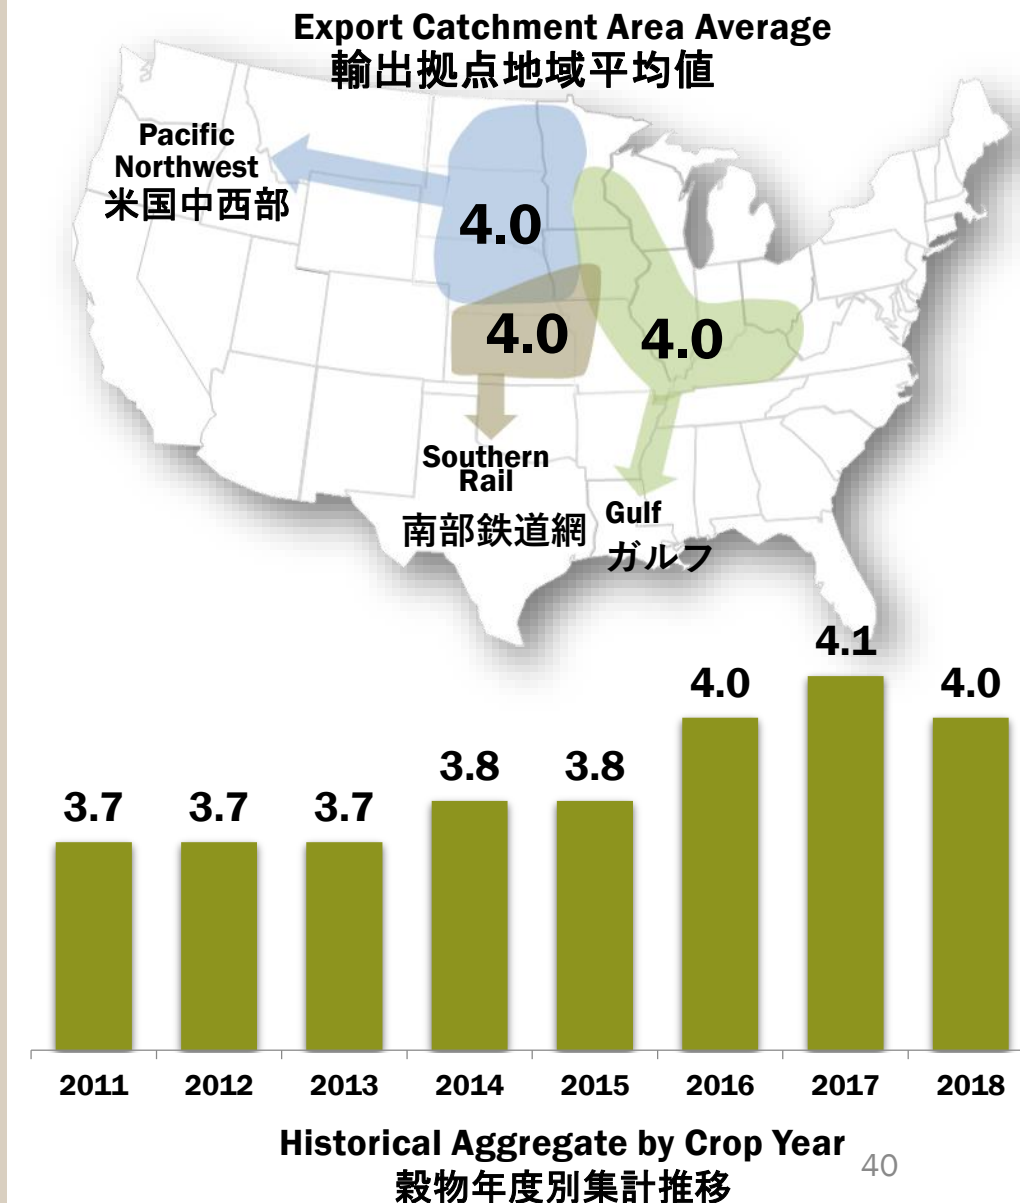 Export Catchment Area Average
輸出拠点地域平均値
Pacific
Northwest
米国中西部
4.0
4.0
4.0
Southern
Rail
南部鉄道網
Gulf
ガルフ
3.7
3.7
3.7
3.8
3.8
4.0
4.1
4.0
2011
2012
2013
2014
2015
2016
2017
2018
Historical Aggregate by Crop Year
穀物年度別集計推移
40